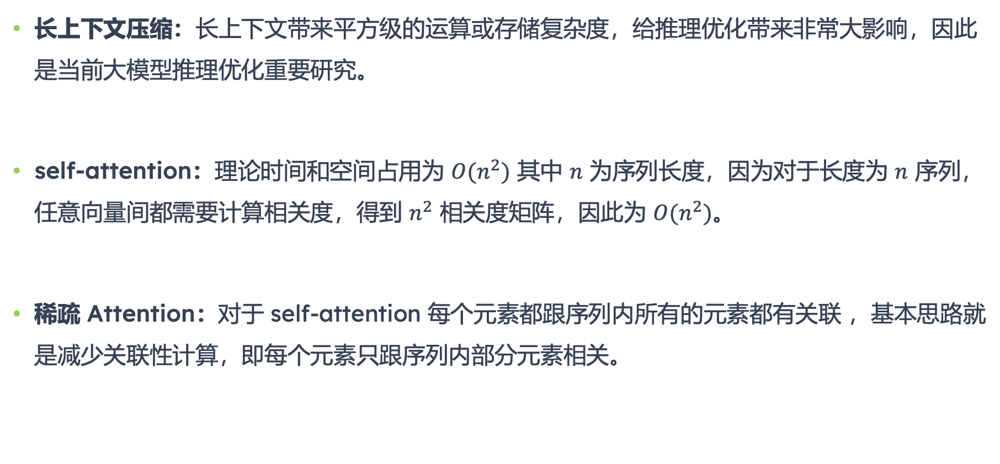 • 长上下文压缩：长上下文带来平方级的运算或存储复杂度，给推理优化带来非常大影响，因此
是当前大模型推理优化重要研究。
• self-attention：理论时间和空间占用为 O(n²) 其中 n 为序列长度，因为对于长度为 n 序列，
任意向量间都需要计算相关度，得到 n² 相关度矩阵，因此为 O(n²)。
• 稀疏 Attention：对于 self-attention 每个元素都跟序列内所有的元素都有关联 ，基本思路就
是减少关联性计算，即每个元素只跟序列内部分元素相关。